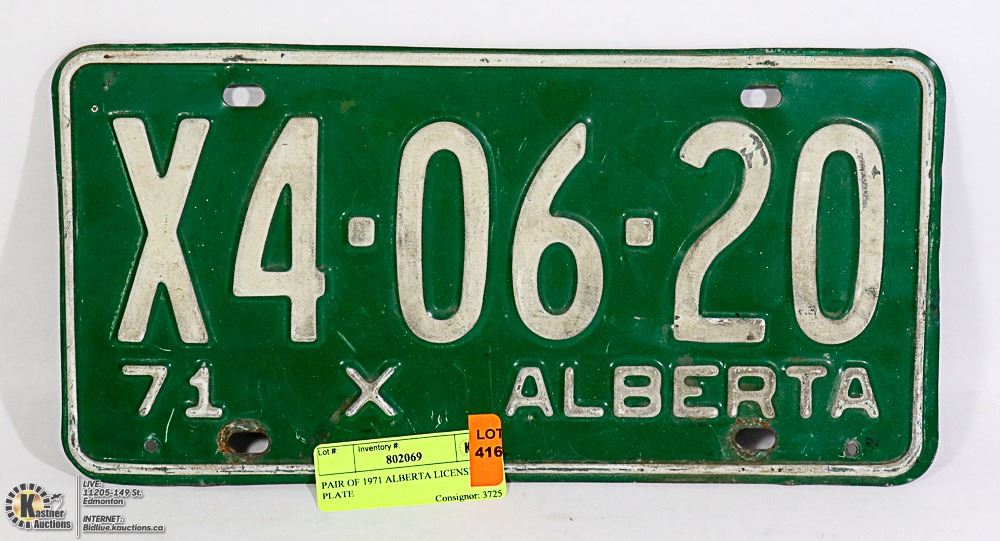 X4·06·20
71 X ALBERTA
Lot #: Inventory #
802069
LOT
416
PAIR OF 1971 ALBERTA
PLATE
Consignor: 3725
Kastner
Auctions
LIVE:
11205-149 St.
Edmonton
INTERNET:
Bidlive.kauctions.ca